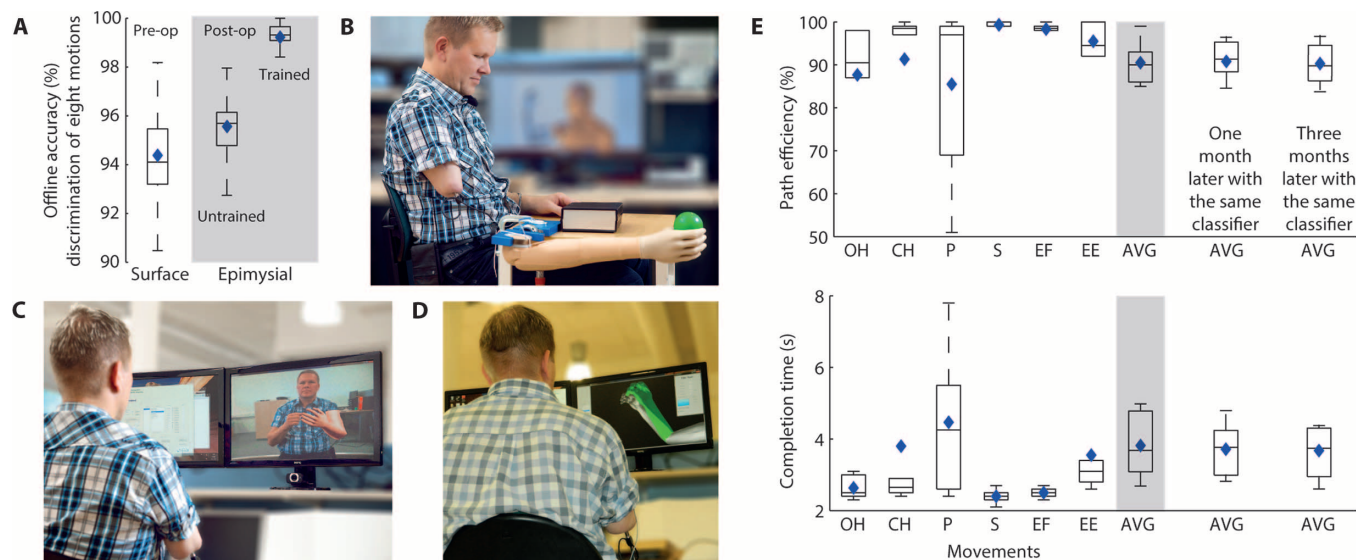 A
Offline accuracy (%)
discrimination of eight motions
100
98
96
94
92
90
Pre-op
Post-op
Trained
Untrained
Surface
Epimysial
B
C
D
E
Path efficiency (%)
100
90
80
70
60
50
One
month
later with
the same
classifier
Three
months
later with
the same
classifier
OH CH P S EF EE AVG AVG AVG
Completion time (s)
8
6
4
2
OH CH P S EF EE AVG AVG AVG
Movements